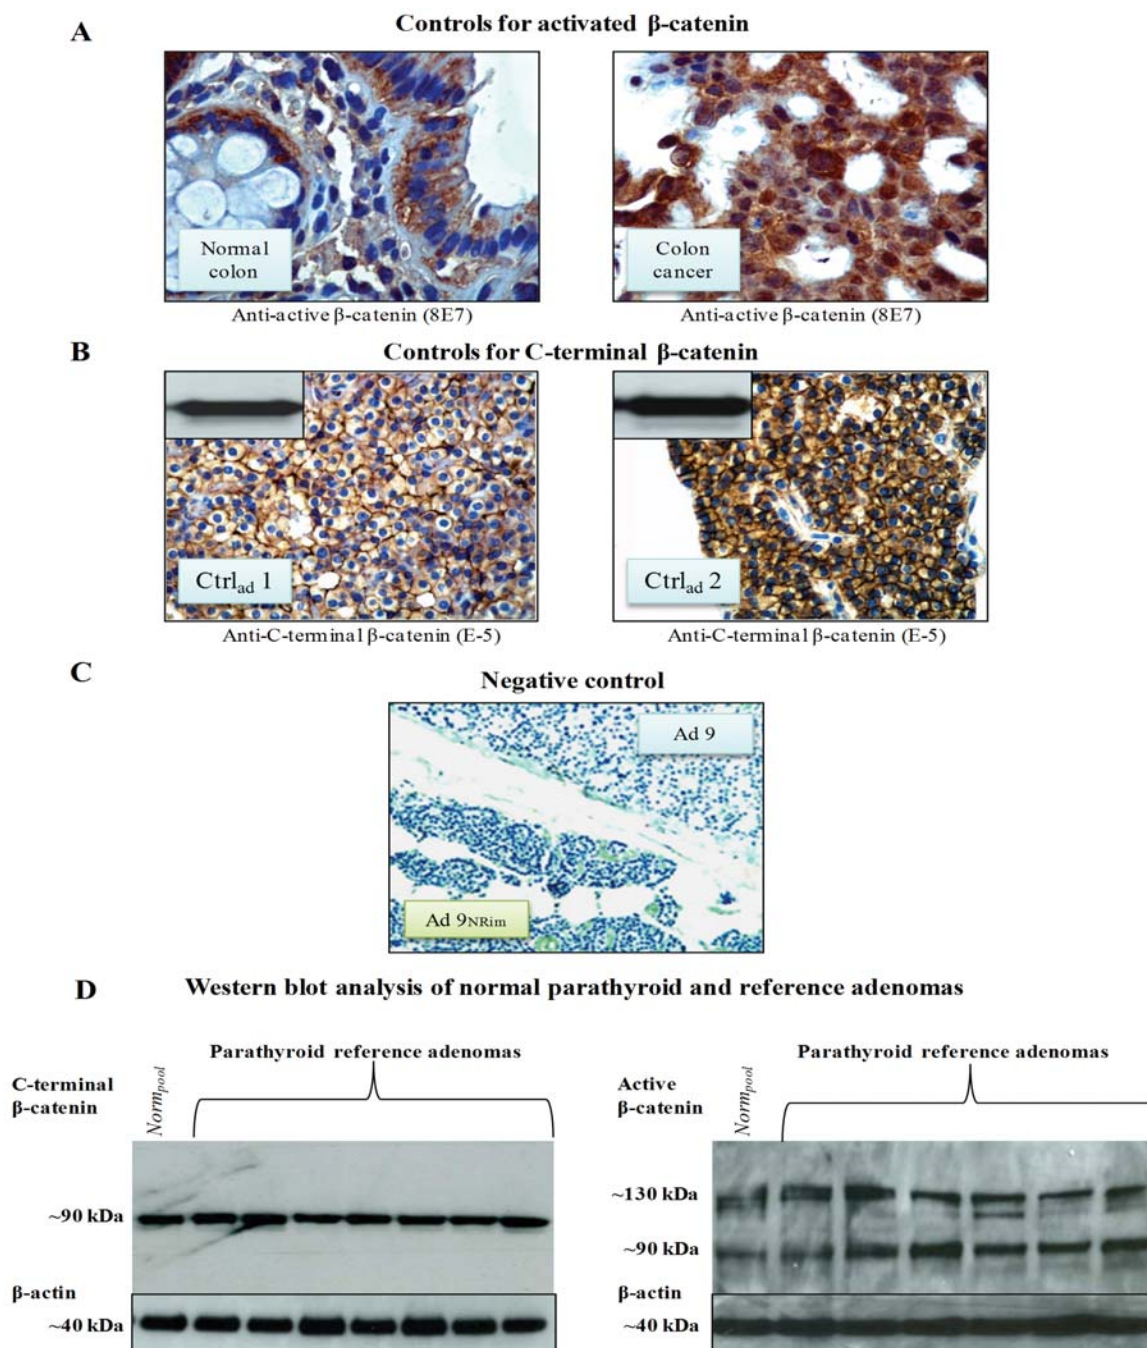 A
Controls for activated β-catenin
Normal
colon
Colon
cancer
Anti-active β-catenin (8E7)
Anti-active β-catenin (8E7)
B
Controls for C-terminal β-catenin
Ctrlad 1
Ctrlad 2
Anti-C-terminal β-catenin (E-5)
Anti-C-terminal β-catenin (E-5)
C
Negative control
Ad 9
Ad 9NRim
D
Western blot analysis of normal parathyroid and reference adenomas
Parathyroid reference adenomas
C-terminal
β-catenin
Normpool
~90 kDa
β-actin
~40 kDa
Parathyroid reference adenomas
Active
β-catenin
Normpool
~130 kDa
~90 kDa
β-actin
~40 kDa